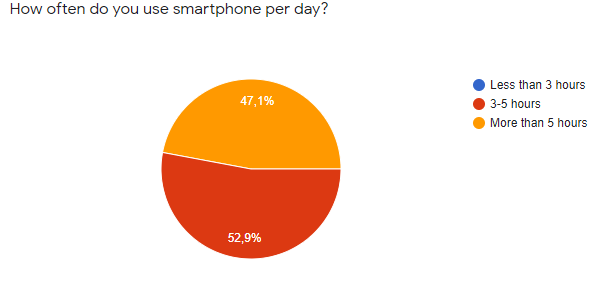 How often do you use smartphone per day?
47,1%
52,9%
Less than 3 hours
3-5 hours
More than 5 hours